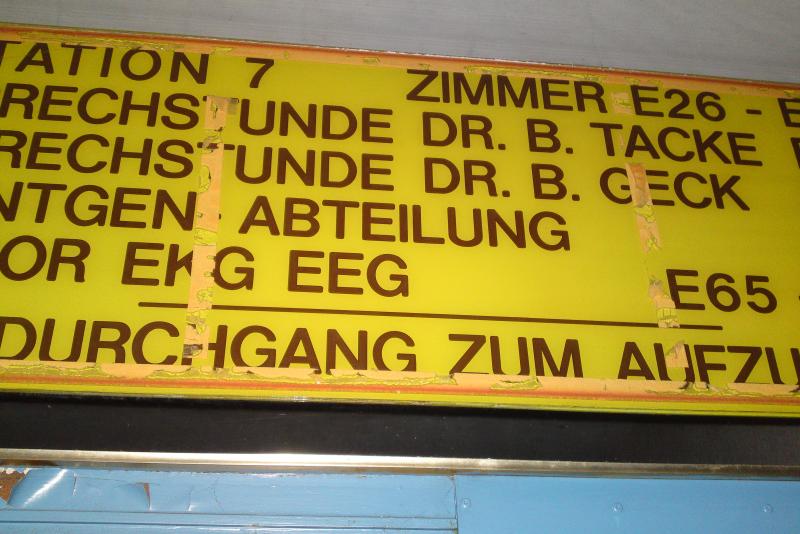 TATION 7 ZIMMER E26 - E
RECHSTUNDE DR. B. TACKE
RECHSTUNDE DR. B. GECK
NTGEN- ABTEILUNG
OR EKG EEG E65 -
DURCHGANG ZUM AUFZU